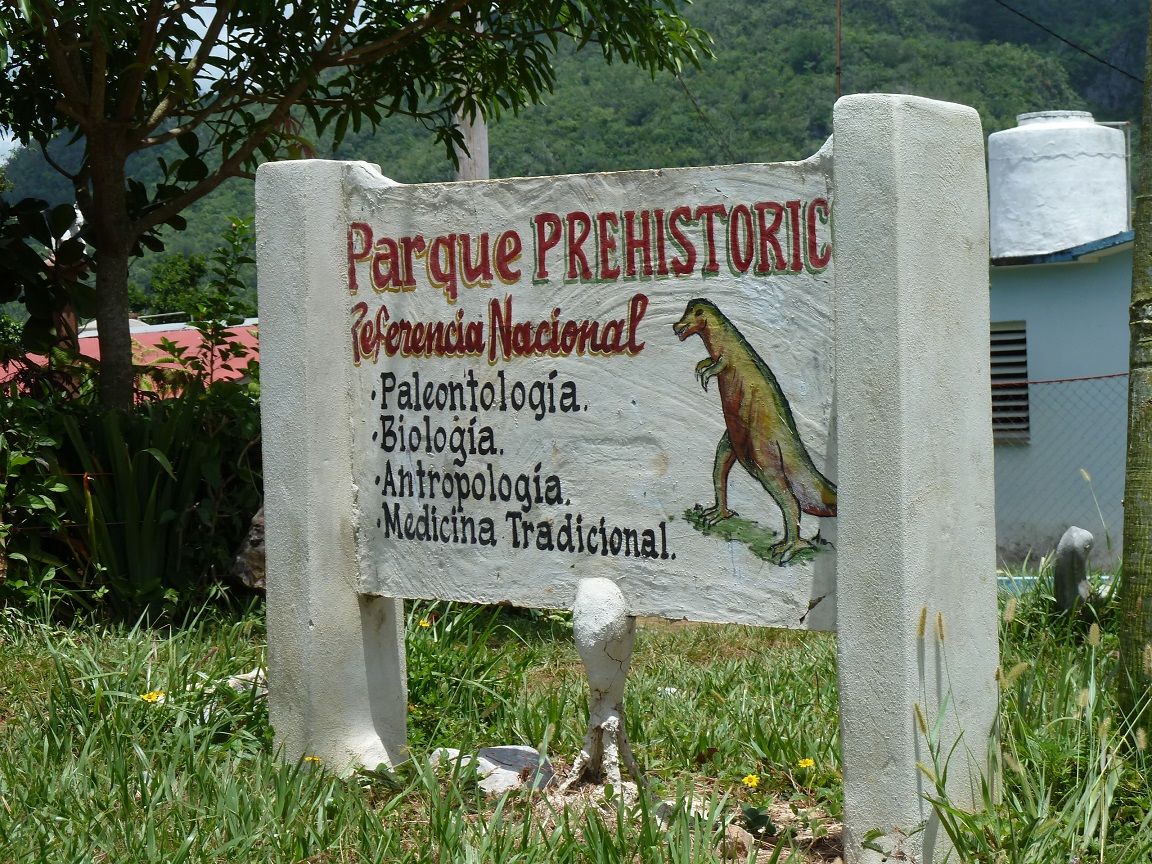 Parque PREHISTORIC
Referencia Nacional
·Paleontología.
·Biología.
·Antropología.
·Medicina Tradicional.